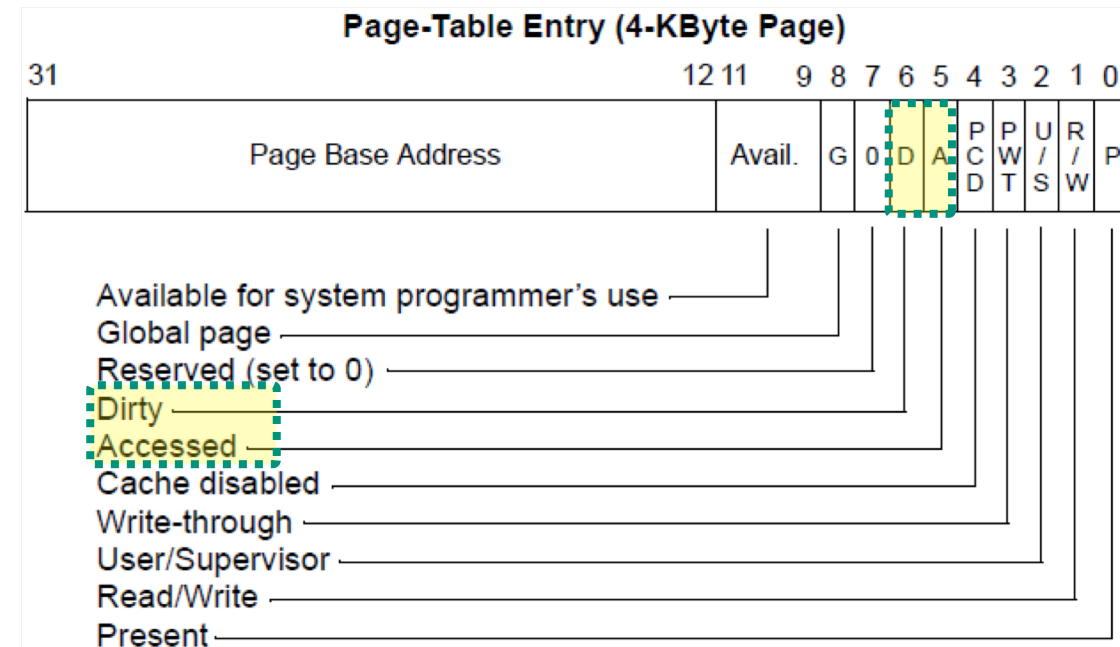 Page-Table Entry (4-KByte Page)
31 12 11 9 8 7 6 5 4 3 2 1 0
Page Base Address Avail. G 0 D A PCD PWT U/S R/W P
Available for system programmer's use
Global page
Reserved (set to 0)
Dirty
Accessed
Cache disabled
Write-through
User/Supervisor
Read/Write
Present